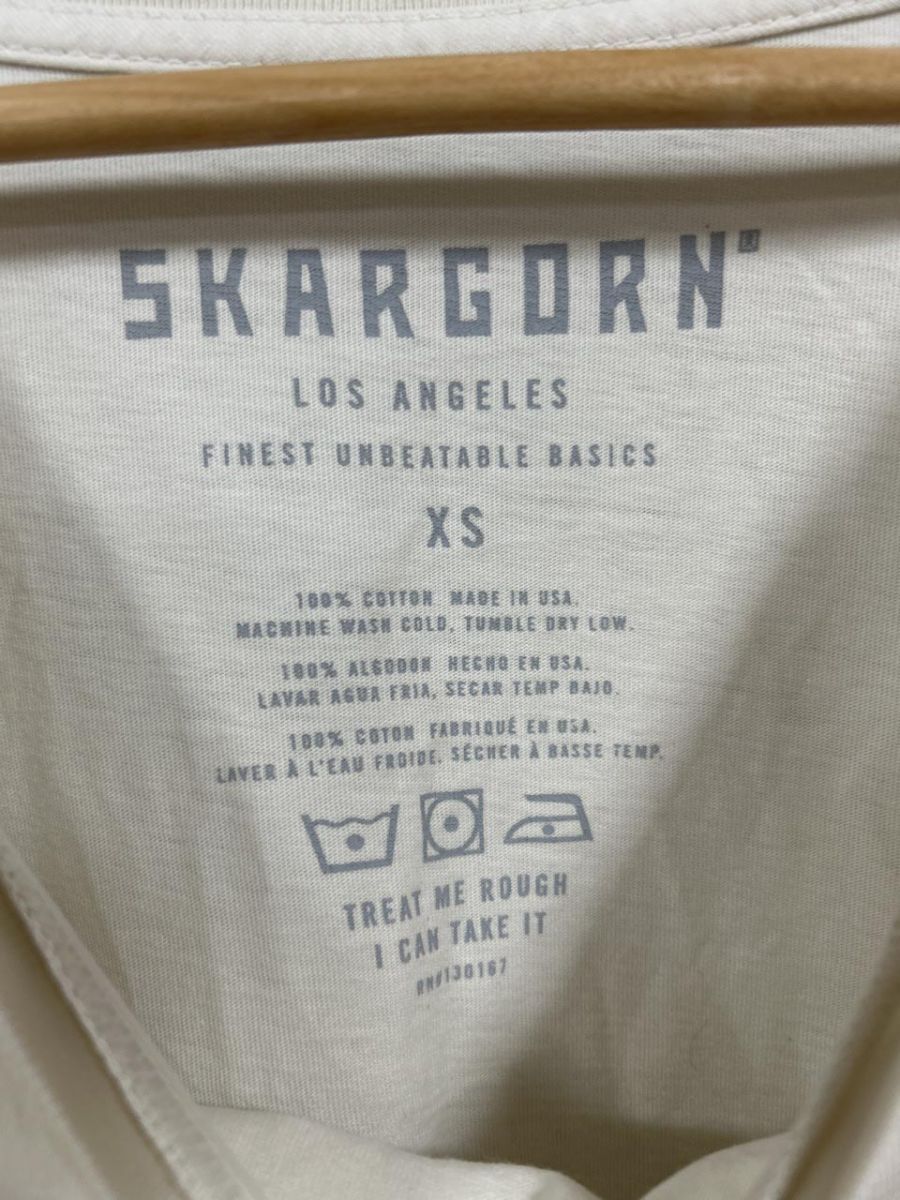 SKARGORN®
LOS ANGELES
FINEST UNBEATABLE BASICS
XS
100% COTTON MADE IN USA.
MACHINE WASH COLD, TUMBLE DRY LOW.
100% ALGODON HECHO EN USA.
LAVAR AGUA FRIA, SECAR TEMP BAJO.
100% COTON FABRIQUÉ EN USA.
LAVER À L'EAU FROIDE. SÉCHER À BASSE TEMP.
TREAT ME ROUGH
I CAN TAKE IT
RN#130167